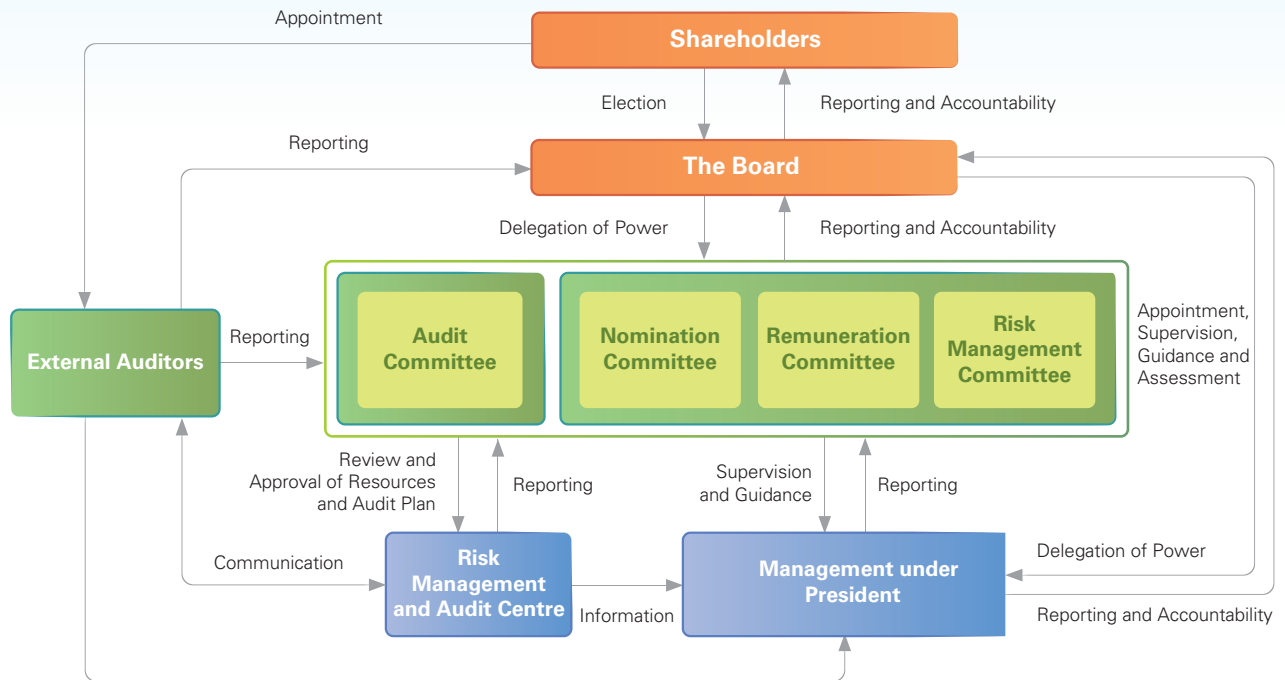 Appointment
Shareholders
Election
Reporting and Accountability
Reporting
The Board
Delegation of Power
Reporting and Accountability
External Auditors
Reporting
Audit
Committee
Nomination
Committee
Remuneration
Committee
Risk
Management
Committee
Appointment,
Supervision,
Guidance and
Assessment
Review and
Approval of Resources
and Audit Plan
Reporting
Supervision
and Guidance
Reporting
Communication
Risk
Management
and Audit Centre
Information
Management under
President
Delegation of Power
Reporting and Accountability